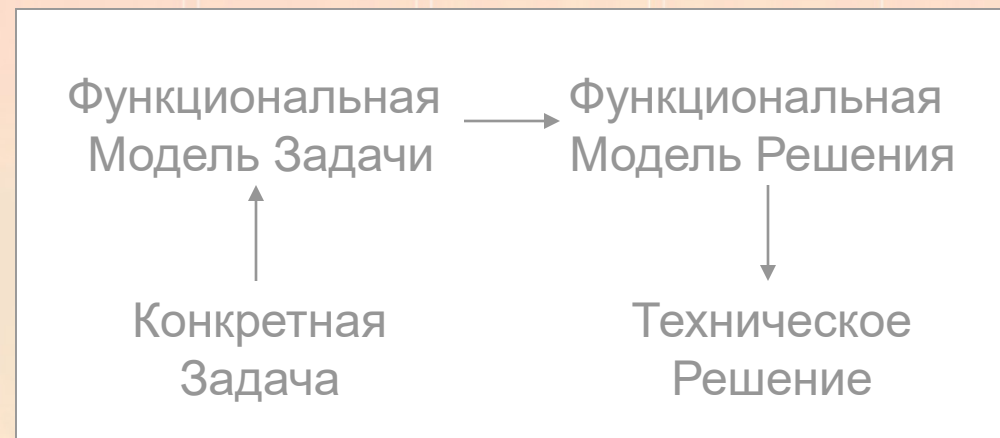 Функциональная
Модель Задачи
Функциональная
Модель Решения
Конкретная
Задача
Техническое
Решение